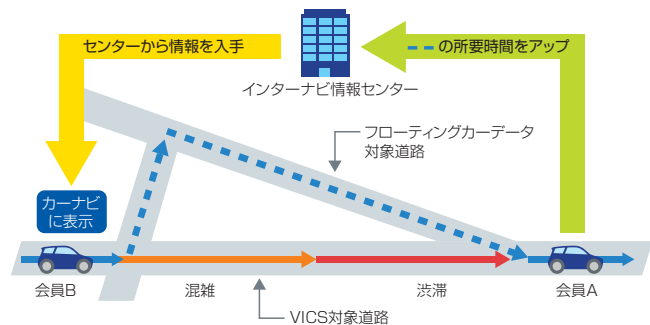 センターから情報を入手
の所要時間をアップ
インターナビ情報センター
フローティングカーデータ
対象道路
カーナビ
に表示
会員B
混雑
渋滞
会員A
VICS対象道路